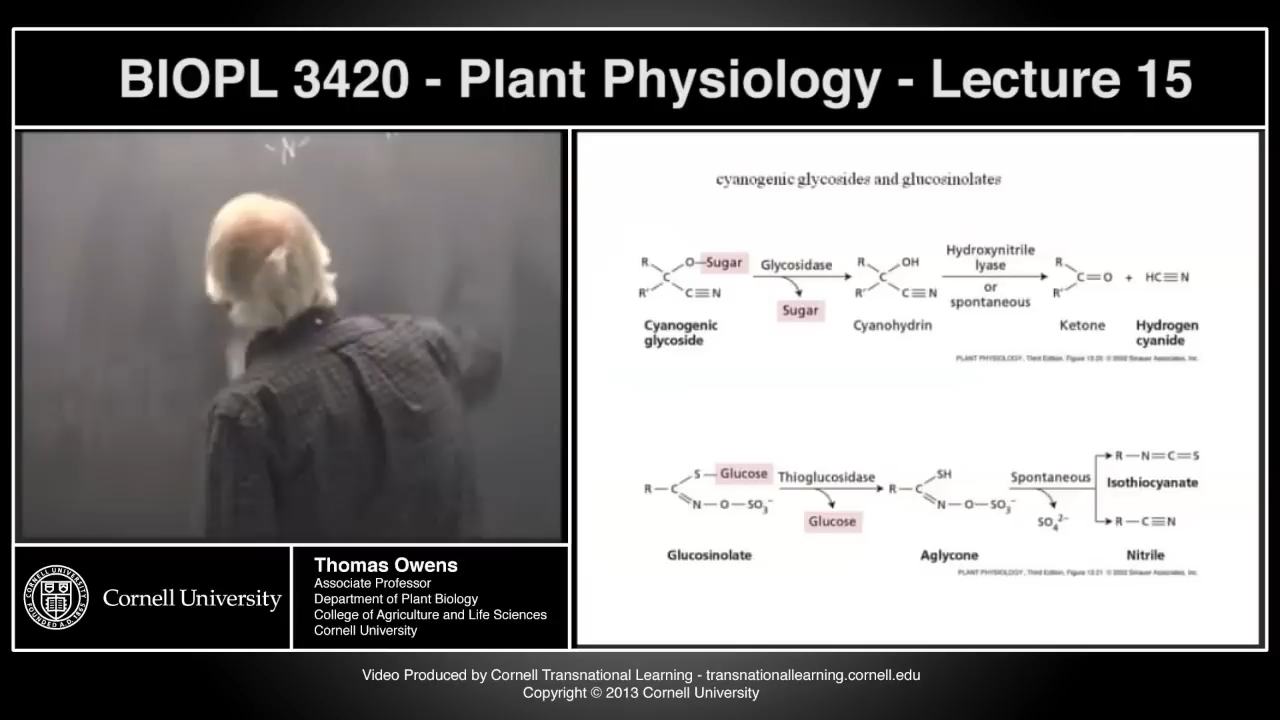 BIOPL 3420 - Plant Physiology - Lecture 15
N
cyanogenic glycosides and glucosinolates
R
O—Sugar
C
R'
C≡N
Cyanogenic
glycoside
Glycosidase
Sugar
R
OH
C
R'
C≡N
Cyanohydrin
Hydroxynitrile
lyase
or
spontaneous
R
C=O + HC≡N
R'
Ketone
Hydrogen
cyanide
PLANT PHYSIOLOGY, Third Edition, Figure 13.20 © 2002 Sinauer Associates, Inc.
S—Glucose
R—C
N—O—SO3−
Glucosinolate
Thioglucosidase
Glucose
SH
R—C
N—O—SO3−
Aglycone
Spontaneous
SO42−
R—N=C=S
Isothiocyanate
R—C≡N
Nitrile
PLANT PHYSIOLOGY, Third Edition, Figure 13.21 © 2002 Sinauer Associates, Inc.
Cornell University
Thomas Owens
Associate Professor
Department of Plant Biology
College of Agriculture and Life Sciences
Cornell University
Video Produced by Cornell Transnational Learning - transnationallearning.cornell.edu
Copyright © 2013 Cornell University